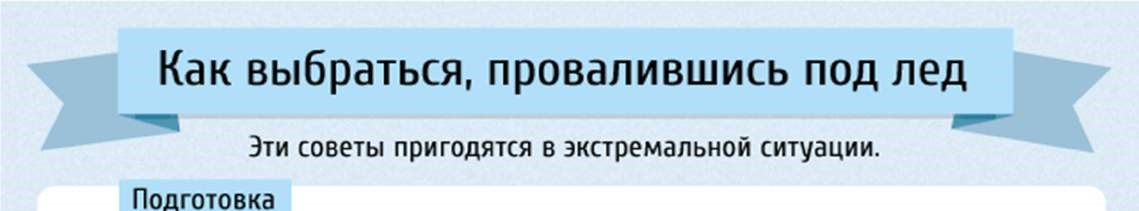 Как выбраться, провалившись под лед
Эти советы пригодятся в экстремальной ситуации.
Подготовка